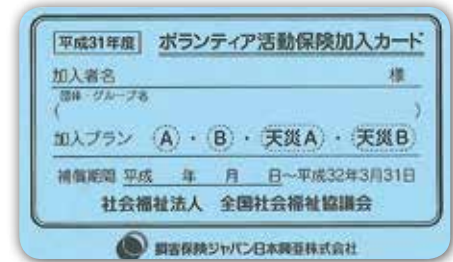 平成31年度 ボランティア活動保険加入カード
加入者名 様
団体・グループ名
( )
加入プラン A・B・天災A・天災B
補償期間 平成 年 月 日～平成32年3月31日
社会福祉法人 全国社会福祉協議会
損害保険ジャパン日本興亜株式会社